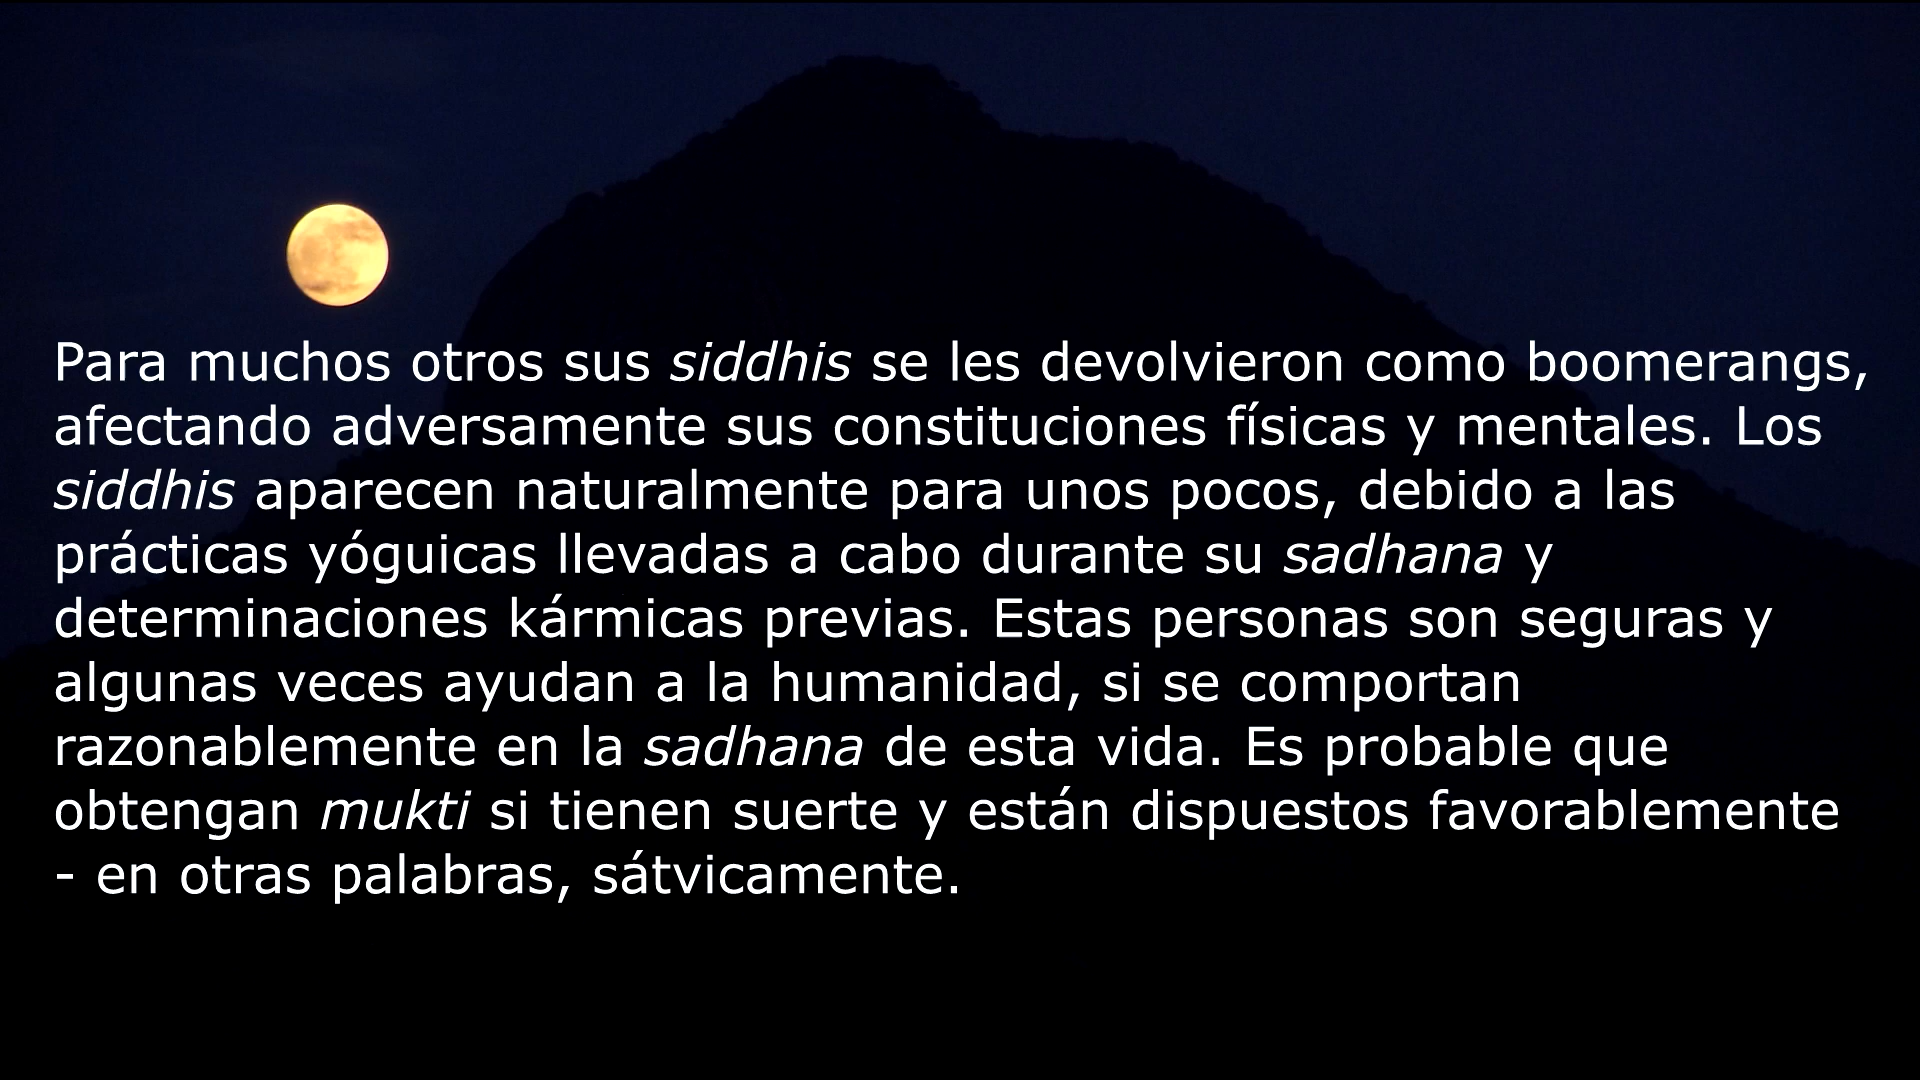 Para muchos otros sus siddhis se les devolvieron como boomerangs,
afectando adversamente sus constituciones físicas y mentales. Los
siddhis aparecen naturalmente para unos pocos, debido a las
prácticas yóguicas llevadas a cabo durante su sadhana y
determinaciones kármicas previas. Estas personas son seguras y
algunas veces ayudan a la humanidad, si se comportan
razonablemente en la sadhana de esta vida. Es probable que
obtengan mukti si tienen suerte y están dispuestos favorablemente
- en otras palabras, sátvicamente.